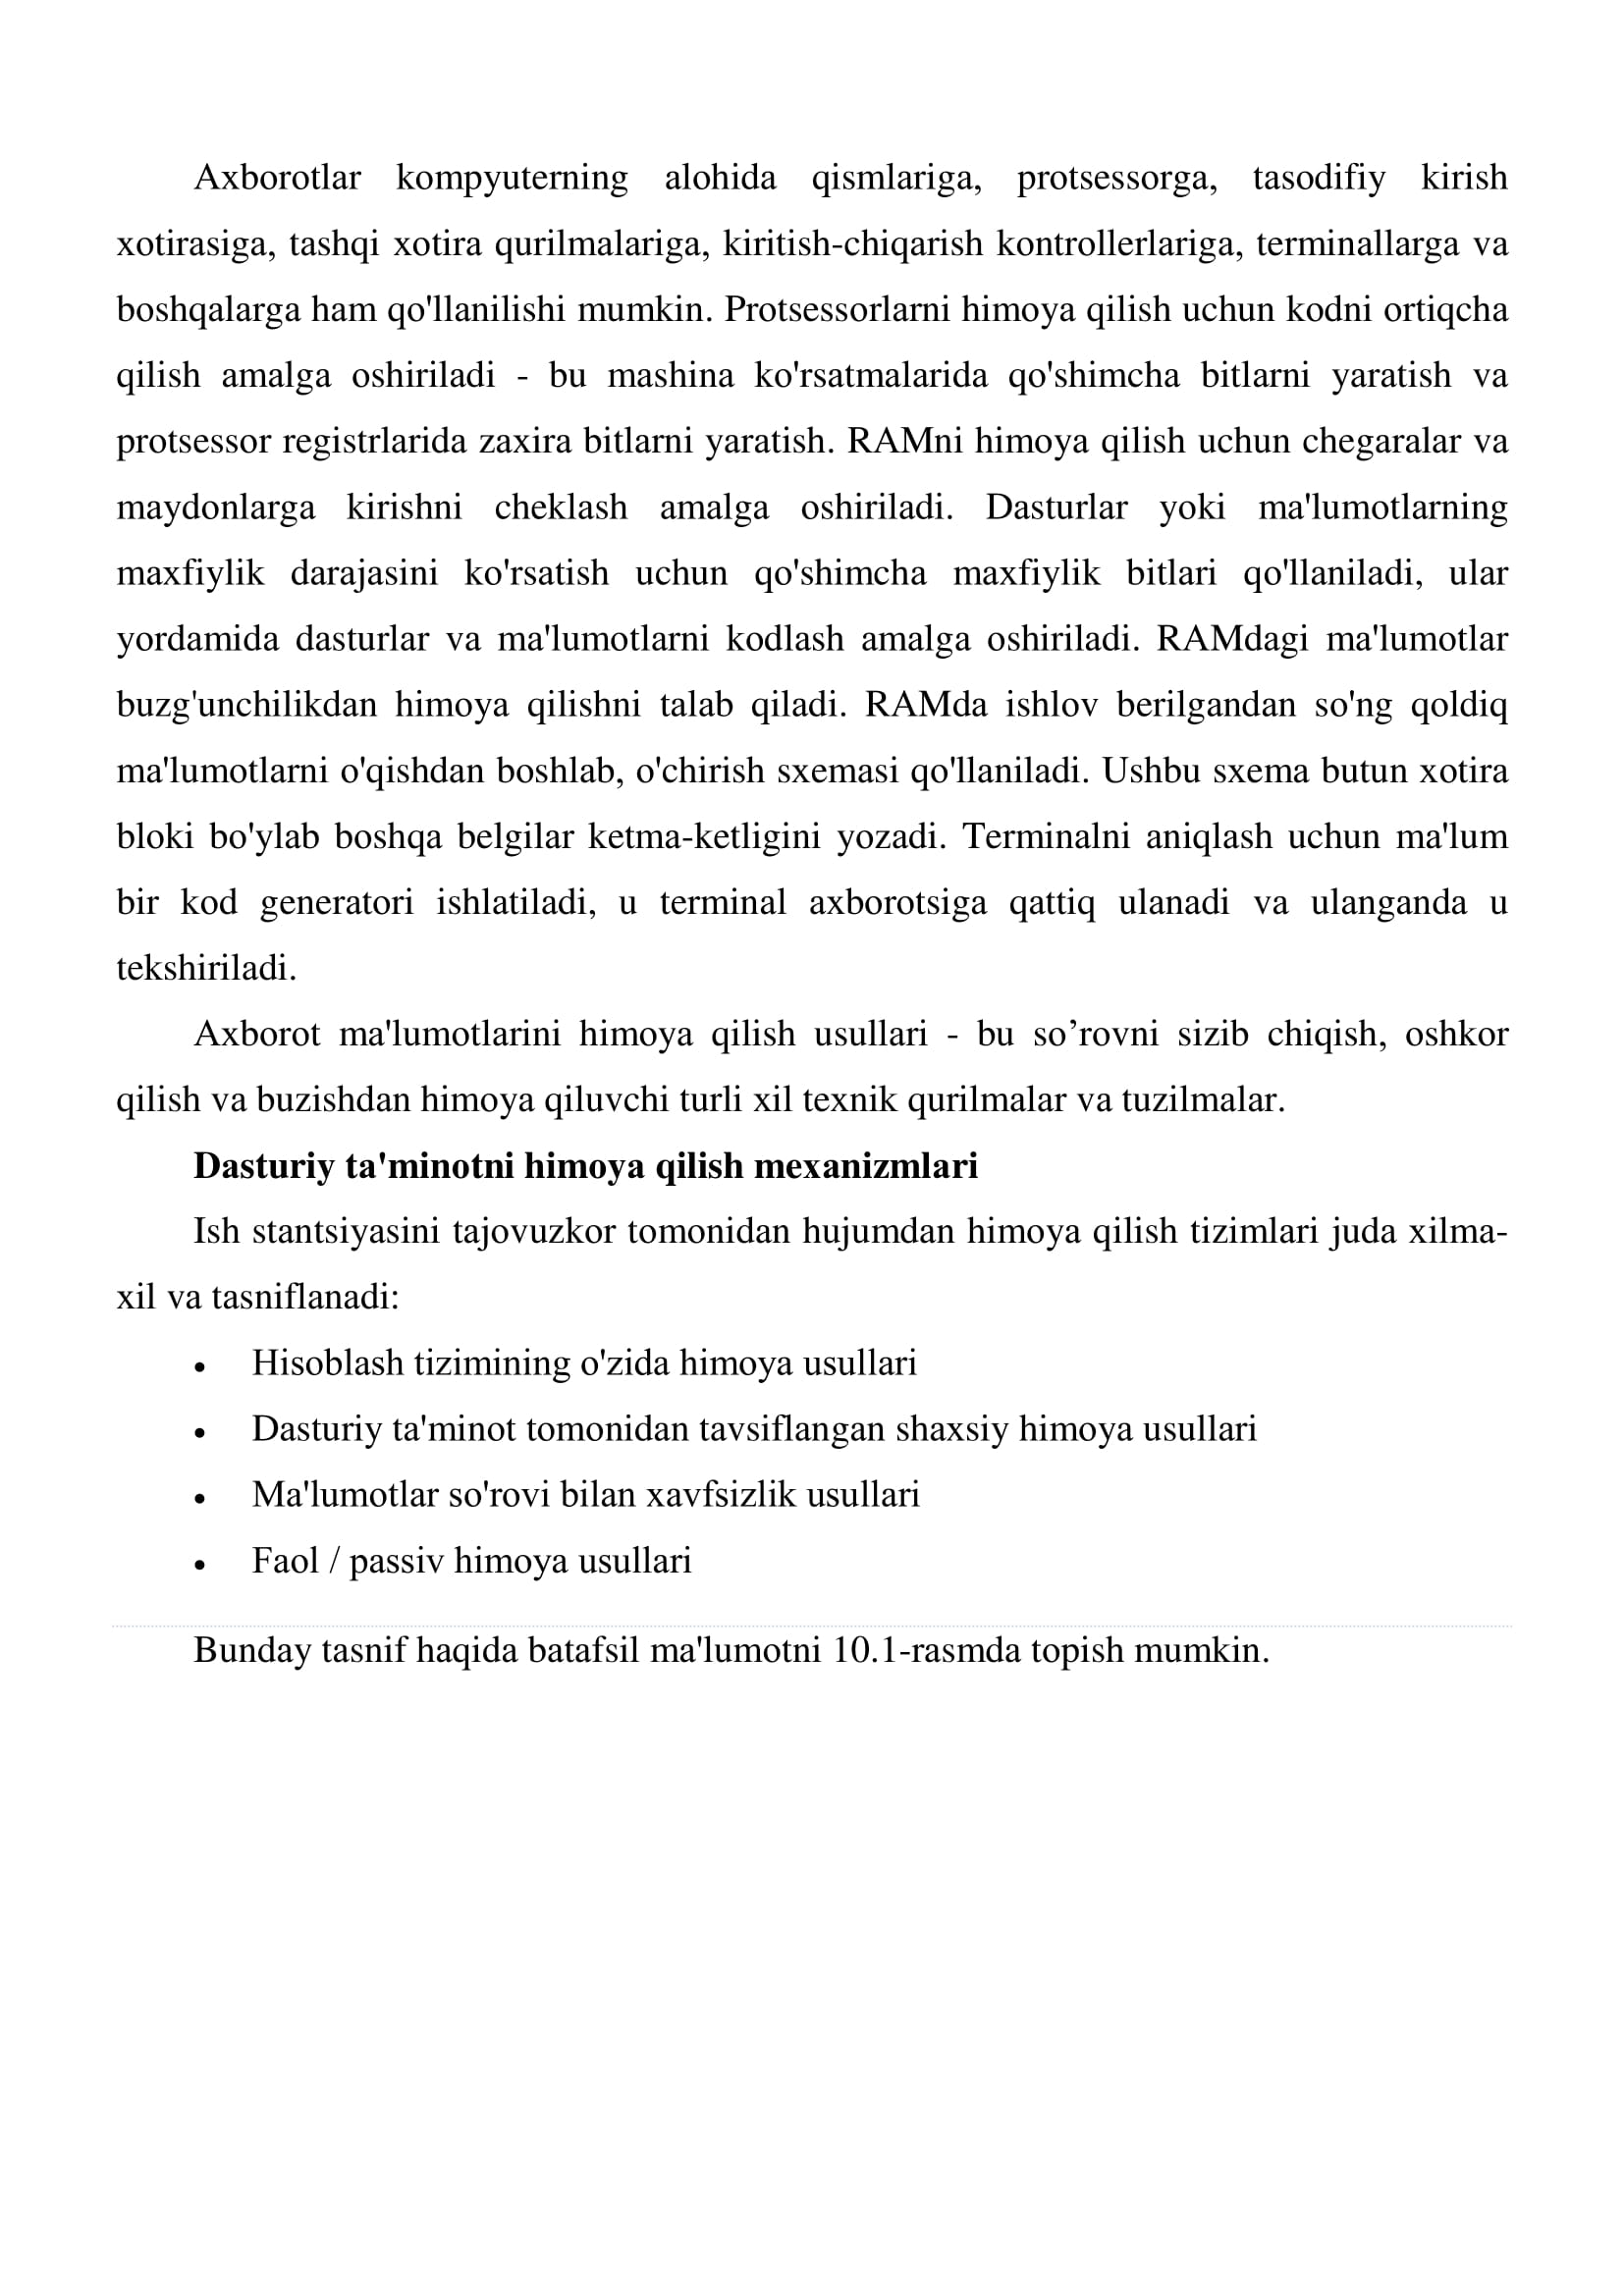 Axborotlar kompyuterning alohida qismlariga, protsessorga, tasodifiy kirish
xotirasiga, tashqi xotira qurilmalariga, kiritish-chiqarish kontrollerlariga, terminallarga va
boshqalarga ham qo'llanilishi mumkin. Protsessorlarni himoya qilish uchun kodni ortiqcha
qilish amalga oshiriladi - bu mashina ko'rsatmalarida qo'shimcha bitlarni yaratish va
protsessor registrlarida zaxira bitlarni yaratish. RAMni himoya qilish uchun chegaralar va
maydonlarga kirishni cheklash amalga oshiriladi. Dasturlar yoki ma'lumotlarning
maxfiylik darajasini ko'rsatish uchun qo'shimcha maxfiylik bitlari qo'llaniladi, ular
yordamida dasturlar va ma'lumotlarni kodlash amalga oshiriladi. RAMdagi ma'lumotlar
buzg'unchilikdan himoya qilishni talab qiladi. RAMda ishlov berilgandan so'ng qoldiq
ma'lumotlarni o'qishdan boshlab, o'chirish sxemasi qo'llaniladi. Ushbu sxema butun xotira
bloki bo'ylab boshqa belgilar ketma-ketligini yozadi. Terminalni aniqlash uchun ma'lum
bir kod generatori ishlatiladi, u terminal axborotsiga qattiq ulanadi va ulanganda u
tekshiriladi.
Axborot ma'lumotlarini himoya qilish usullari - bu so’rovni sizib chiqish, oshkor
qilish va buzishdan himoya qiluvchi turli xil texnik qurilmalar va tuzilmalar.
Dasturiy ta'minotni himoya qilish mexanizmlari
Ish stantsiyasini tajovuzkor tomonidan hujumdan himoya qilish tizimlari juda xilma-
xil va tasniflanadi:
• Hisoblash tizimining o'zida himoya usullari
• Dasturiy ta'minot tomonidan tavsiflangan shaxsiy himoya usullari
• Ma'lumotlar so'rovi bilan xavfsizlik usullari
• Faol / passiv himoya usullari
Bunday tasnif haqida batafsil ma'lumotni 10.1-rasmda topish mumkin.